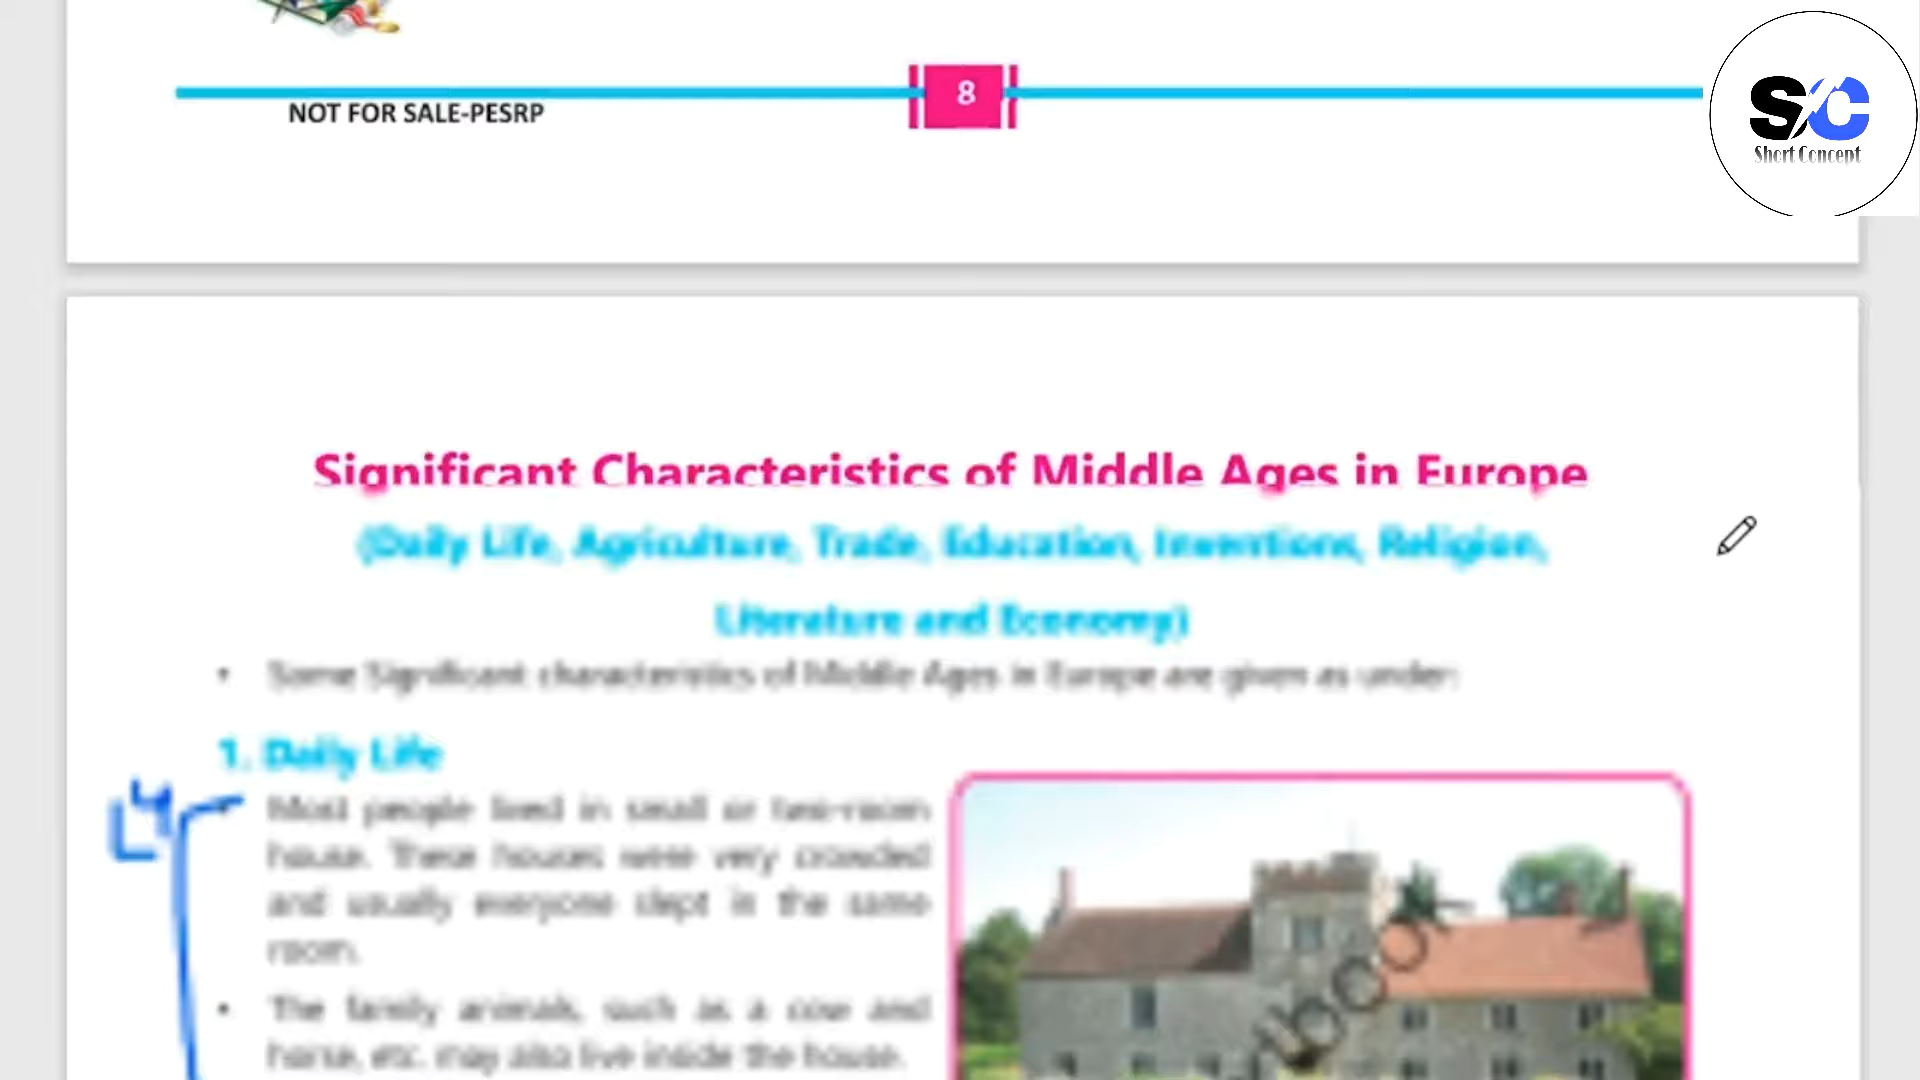 8
NOT FOR SALE-PESRP
SC
Short Concept
Significant Characteristics of Middle Ages in Europe
(Daily Life, Agriculture, Trade, Education, Inventions, Religion,
Literature and Economy)
• Some Significant characteristics of Middle Ages in Europe are given as under:
1. Daily Life
L4
Most people lived in small or two-room
house. These houses were very crowded
and usually everyone slept in the same
room.
• The family animals, such as a cow and
horse, etc. may also live inside the house.